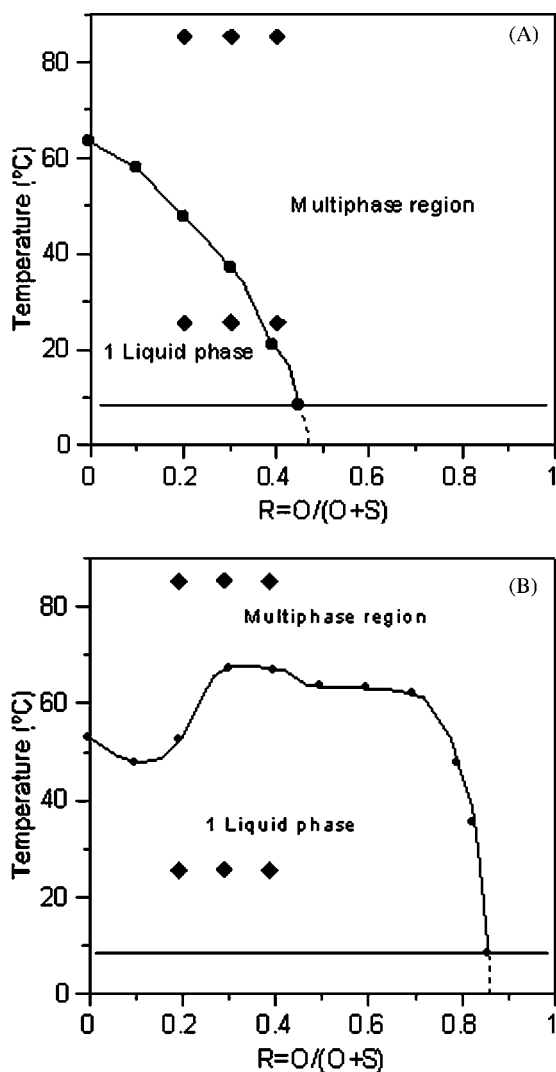 (A)
80
60
40
20
0
Temperature (°C)
Multiphase region
1 Liquid phase
0 0.2 0.4 0.6 0.8 1
R=O/(O+S)
(B)
80
60
40
20
0
Temperature (°C)
Multiphase region
1 Liquid phase
0 0.2 0.4 0.6 0.8 1
R=O/(O+S)